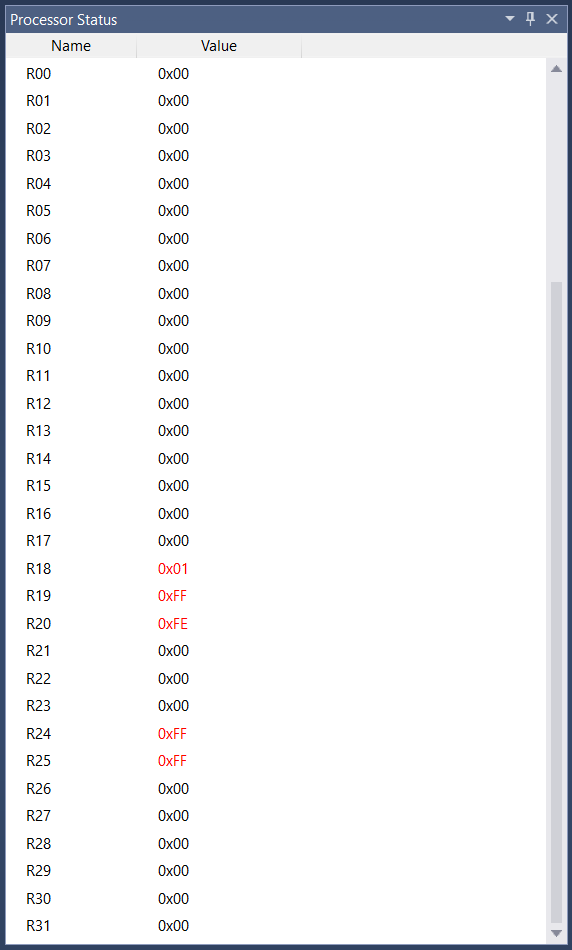 Processor Status
Name Value
R00 0x00
R01 0x00
R02 0x00
R03 0x00
R04 0x00
R05 0x00
R06 0x00
R07 0x00
R08 0x00
R09 0x00
R10 0x00
R11 0x00
R12 0x00
R13 0x00
R14 0x00
R15 0x00
R16 0x00
R17 0x00
R18 0x01
R19 0xFF
R20 0xFE
R21 0x00
R22 0x00
R23 0x00
R24 0xFF
R25 0xFF
R26 0x00
R27 0x00
R28 0x00
R29 0x00
R30 0x00
R31 0x00